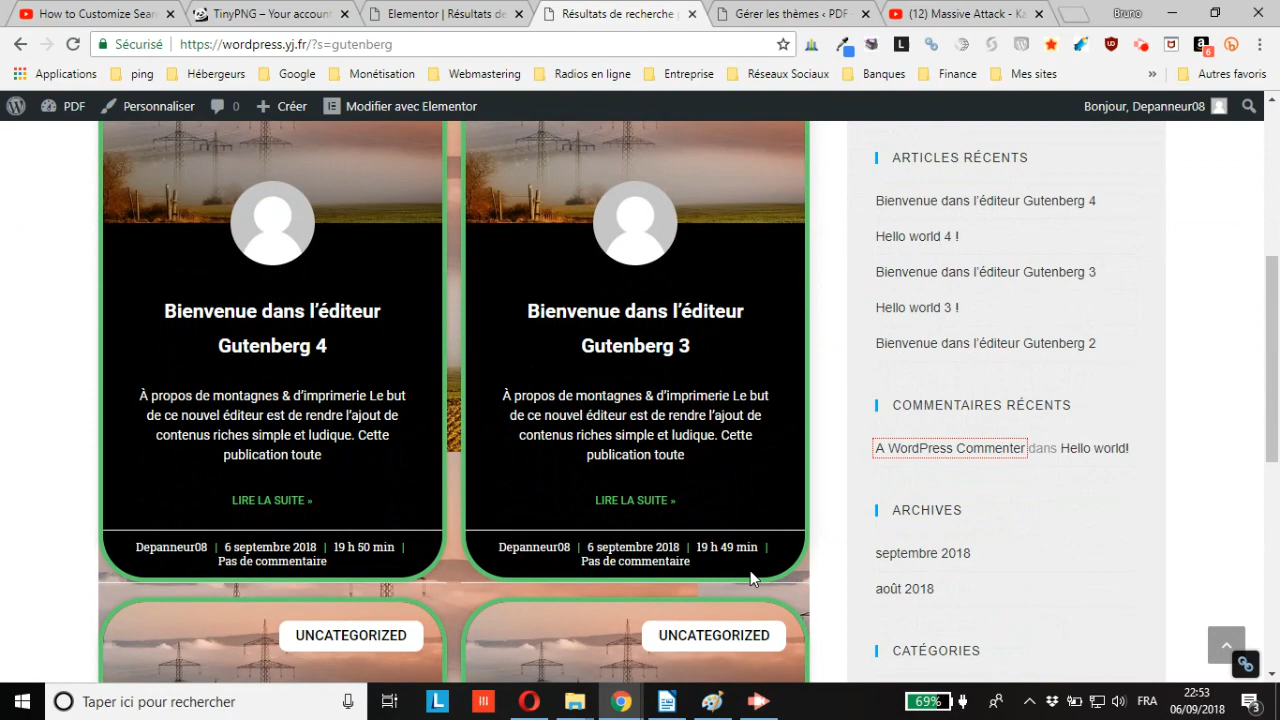 How to Customize Sear
TinyPNG – Your account
Elementor | Résultats de
Résultats de recherche
Gérer les thèmes ‹ PDF -
(12) Massive Attack - Ka
Bruno
Sécurisé
https://wordpress.yj.fr/?s=gutenberg
6
Applications
ping
Hébergeurs
Google
Monétisation
Webmastering
Radios en ligne
Entreprise
Réseaux Sociaux
Banques
Finance
Mes sites
»
Autres favoris
PDF
Personnaliser
0
Créer
Modifier avec Elementor
Bonjour, Depanneur08
Bienvenue dans l’éditeur
Gutenberg 4
À propos de montagnes & d’imprimerie Le but
de ce nouvel éditeur est de rendre l’ajout de
contenus riches simple et ludique. Cette
publication toute
LIRE LA SUITE »
Depanneur08 | 6 septembre 2018 | 19 h 50 min |
Pas de commentaire
Bienvenue dans l’éditeur
Gutenberg 3
À propos de montagnes & d’imprimerie Le but
de ce nouvel éditeur est de rendre l’ajout de
contenus riches simple et ludique. Cette
publication toute
LIRE LA SUITE »
Depanneur08 | 6 septembre 2018 | 19 h 49 min |
Pas de commentaire
UNCATEGORIZED
UNCATEGORIZED
ARTICLES RÉCENTS
Bienvenue dans l’éditeur Gutenberg 4
Hello world 4 !
Bienvenue dans l’éditeur Gutenberg 3
Hello world 3 !
Bienvenue dans l’éditeur Gutenberg 2
COMMENTAIRES RÉCENTS
A WordPress Commenter dans Hello world!
ARCHIVES
septembre 2018
août 2018
CATÉGORIES
Taper ici pour rechercher
L
69%
FRA
22:53
06/09/2018
3